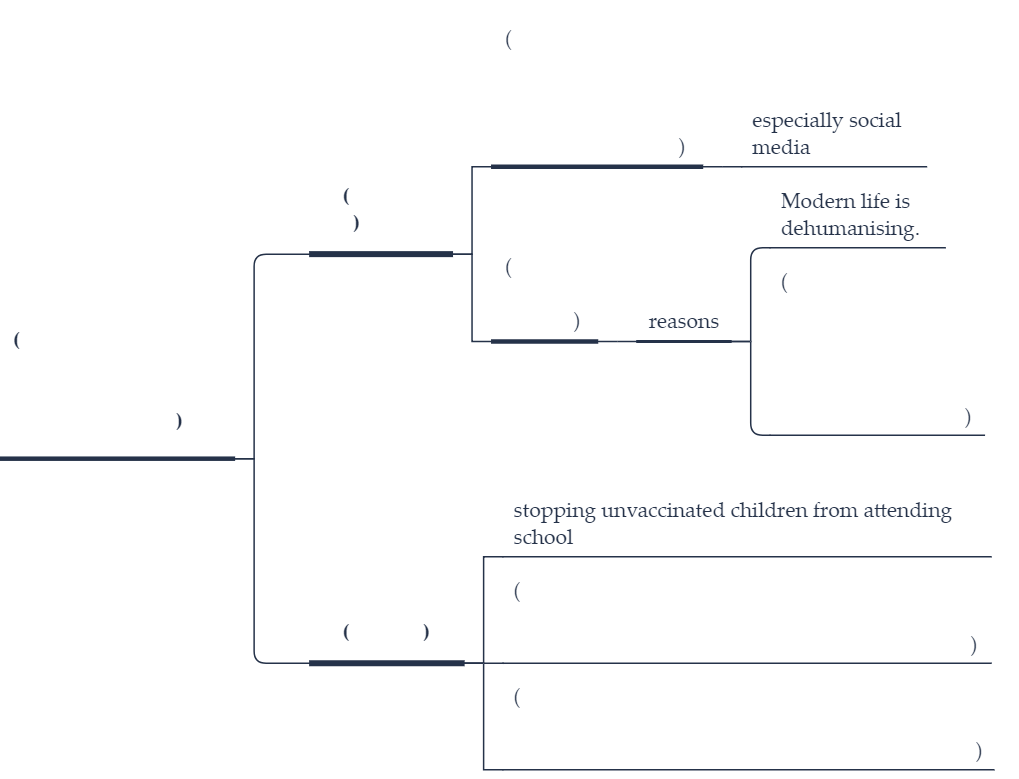 (
especially social
)
media
(
)
Modern life is
dehumanising.
(
(
)
reasons
(
)
)
stopping unvaccinated children from attending
school
(
( )
)
(
)